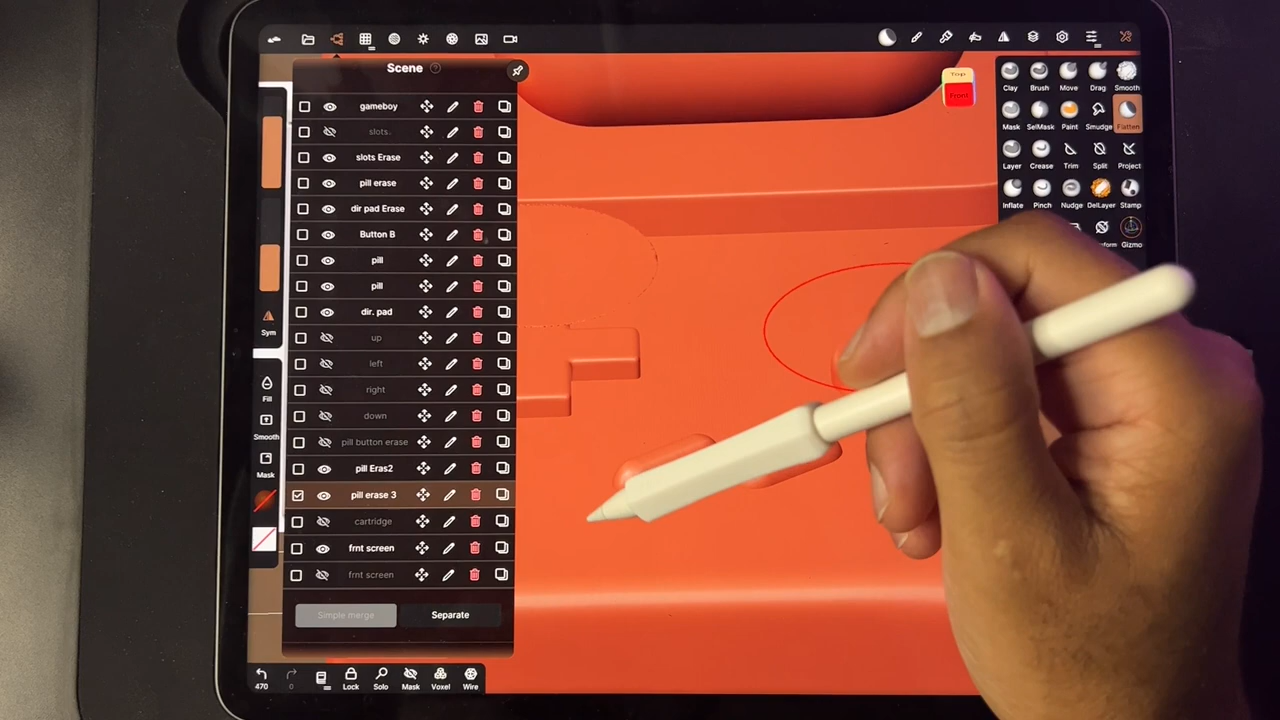 Scene
Top
Front
gameboy
slots.
slots Erase
pill erase
dir pad Erase
Button B
pill
pill
dir. pad
up
left
right
down
pill button erase
pill Eras2
pill erase 3
cartridge
frnt screen
frnt screen
Simple merge
Separate
Sym
Fill
Smooth
Mask
470
0
Lock
Solo
Mask
Voxel
Wire
Clay
Brush
Move
Drag
Smooth
Mask
SelMask
Paint
Smudge
Flatten
Layer
Crease
Trim
Split
Project
Inflate
Pinch
Nudge
DelLayer
Stamp
Gizmo